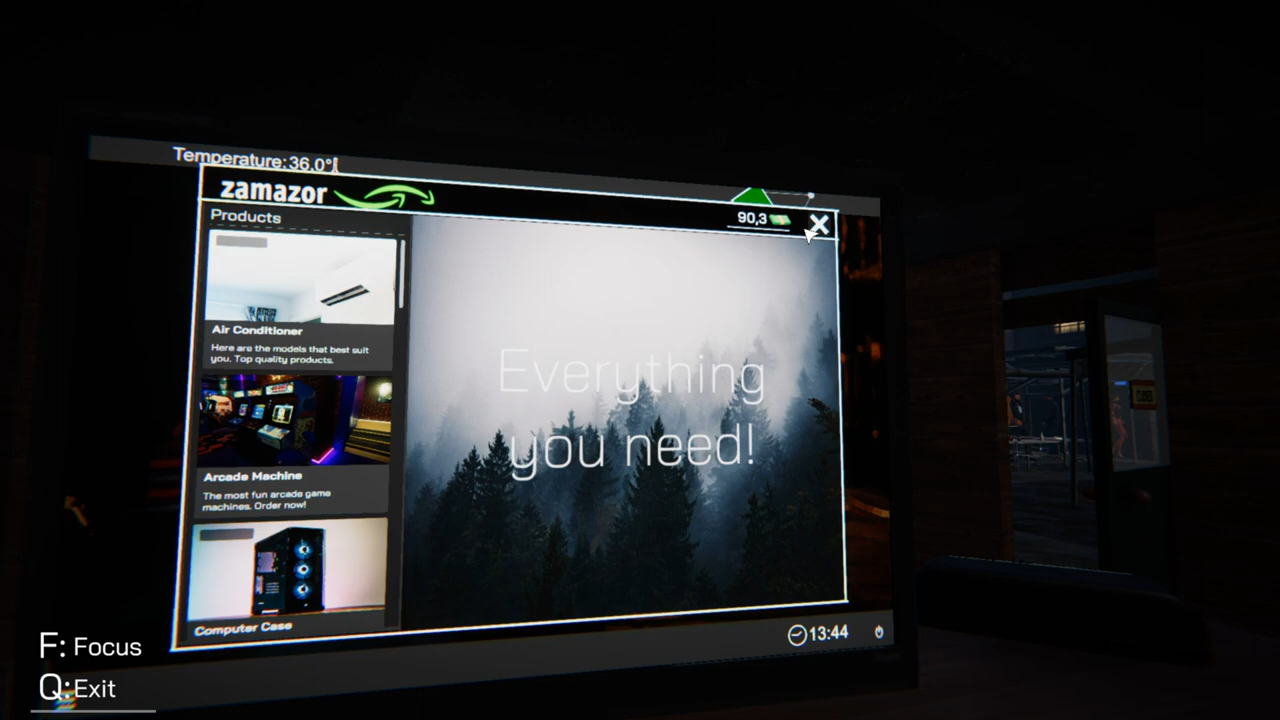 Temperature:36.0°
zamazor
90,3
Products
Air Conditioner
Here are the models that best suit
you. Top quality products.
Arcade Machine
The most fun arcade game
machines. Order now!
Computer Case
Everything
you need!
13:44
F: Focus
Q: Exit